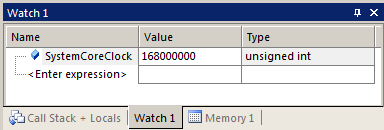 Watch 1
Name Value Type
SystemCoreClock 168000000 unsigned int
<Enter expression>
Call Stack + Locals Watch 1 Memory 1